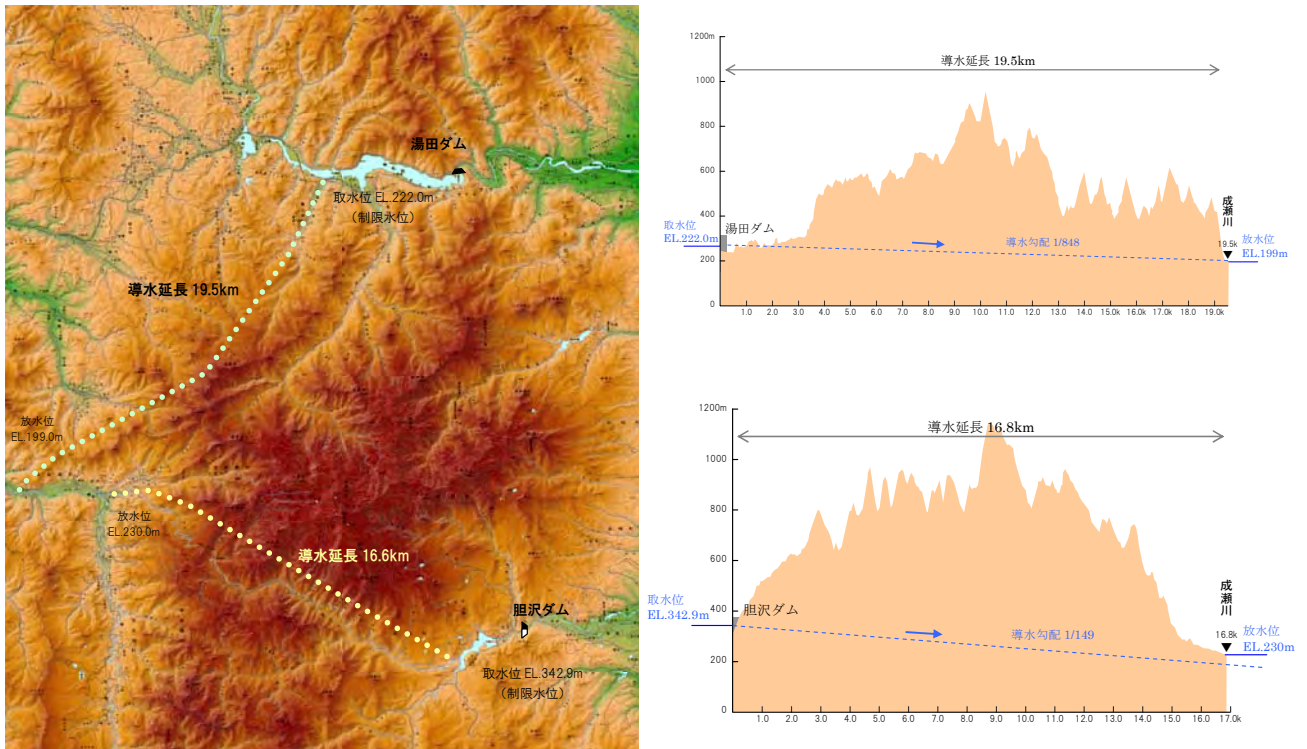 湯田ダム
取水位 EL.222.0m
（制限水位）
導水延長 19.5km
放水位
EL.199.0m
放水位
EL.230.0m
導水延長 16.6km
胆沢ダム
取水位 EL.342.9m
（制限水位）
1200m
1000
800
600
400
200
0
導水延長 19.5km
取水位
EL.222.0m
湯田ダム
導水勾配 1/848
成瀬川
19.5k
放水位
EL.199m
1.0 2.0 3.0 4.0 5.0 6.0 7.0 8.0 9.0 10.0 11.0 12.0 13.0 14.0 15.0 16.0 17.0 18.0 19.0k
1200m
1000
800
600
400
200
0
導水延長 16.8km
取水位
EL.342.9m
胆沢ダム
導水勾配 1/149
成瀬川
16.8k
放水位
EL.230m
1.0 2.0 3.0 4.0 5.0 6.0 7.0 8.0 9.0 10.0 11.0 12.0 13.0 14.0 15.0 16.0 17.0k